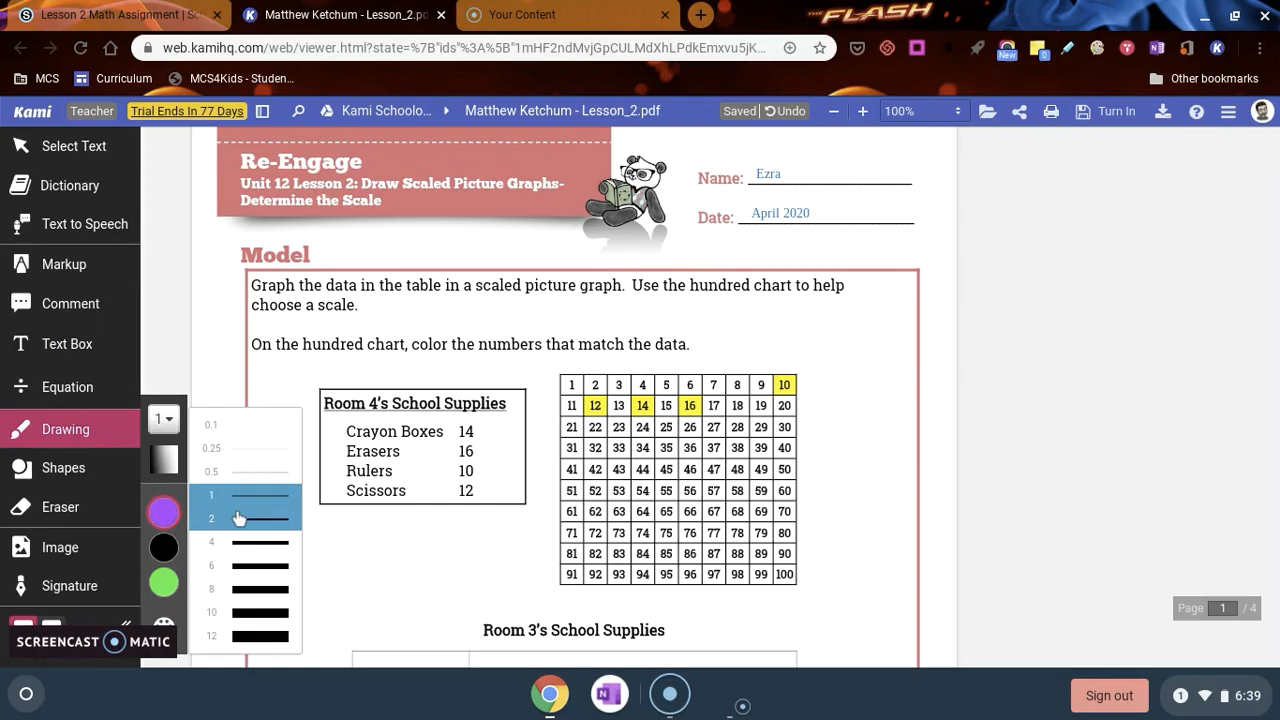 Lesson 2 Math Assignment | Sc
Matthew Ketchum - Lesson_2.pdf
Your Content
THE FLASH
web.kamihq.com/web/viewer.html?state=%7B"ids"%3A%5B"1mHF2ndMvjGpCULMdXhLPdkEmxvu5jK...
New
0
MCS
Curriculum
MCS4Kids - Studen...
Other bookmarks
Kami
Teacher
Trial Ends In 77 Days
Kami Schoolo...
Matthew Ketchum - Lesson_2.pdf
Saved
Undo
100%
Turn In
Select Text
Dictionary
Text to Speech
Markup
Comment
Text Box
Equation
Drawing
Shapes
Eraser
Image
Signature
1
0.1
0.25
0.5
1
2
4
6
8
10
12
SCREENCAST MATIC
Re-Engage
Unit 12 Lesson 2: Draw Scaled Picture Graphs-
Determine the Scale
Name: Ezra
Date: April 2020
Model
Graph the data in the table in a scaled picture graph. Use the hundred chart to help
choose a scale.
On the hundred chart, color the numbers that match the data.
Room 4's School Supplies
Crayon Boxes 14
Erasers 16
Rulers 10
Scissors 12
1 2 3 4 5 6 7 8 9 10
11 12 13 14 15 16 17 18 19 20
21 22 23 24 25 26 27 28 29 30
31 32 33 34 35 36 37 38 39 40
41 42 43 44 45 46 47 48 49 50
51 52 53 54 55 56 57 58 59 60
61 62 63 64 65 66 67 68 69 70
71 72 73 74 75 76 77 78 79 80
81 82 83 84 85 86 87 88 89 90
91 92 93 94 95 96 97 98 99 100
Room 3's School Supplies
Page 1 / 4
Sign out
1
6:39